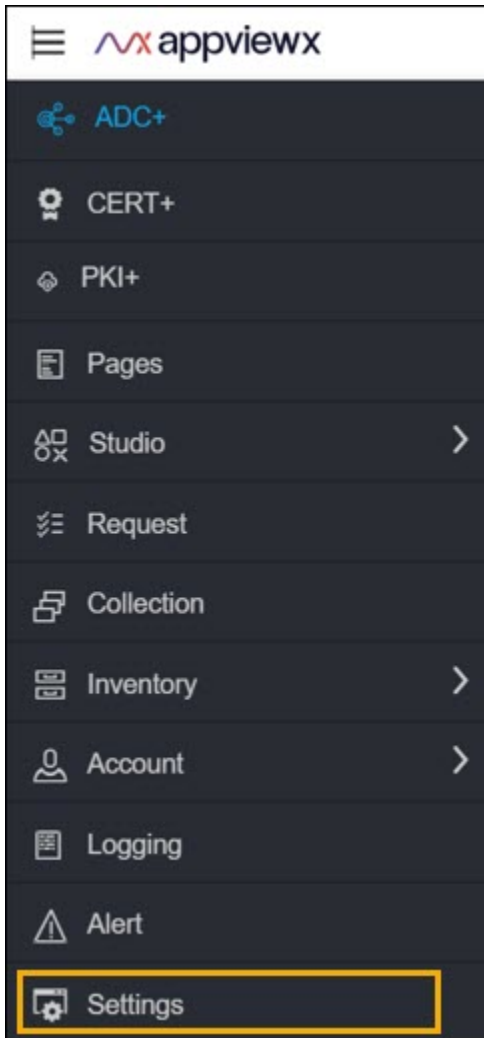 appviewx
ADC+
CERT+
PKI+
Pages
Studio
Request
Collection
Inventory
Account
Logging
Alert
Settings